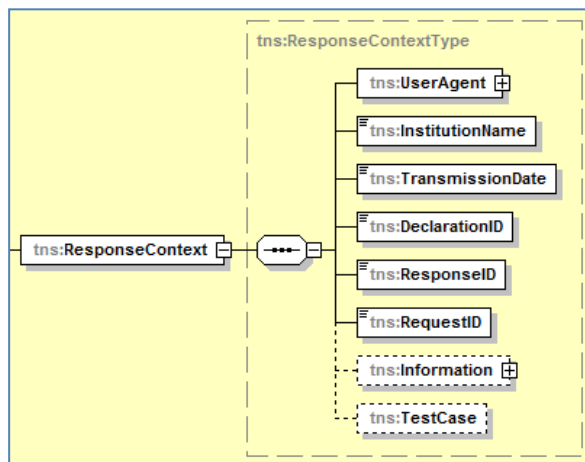 tns:ResponseContextType
tns:UserAgent
tns:InstitutionName
tns:TransmissionDate
tns:DeclarationID
tns:ResponseContext
tns:ResponseID
tns:RequestID
tns:Information
tns:TestCase